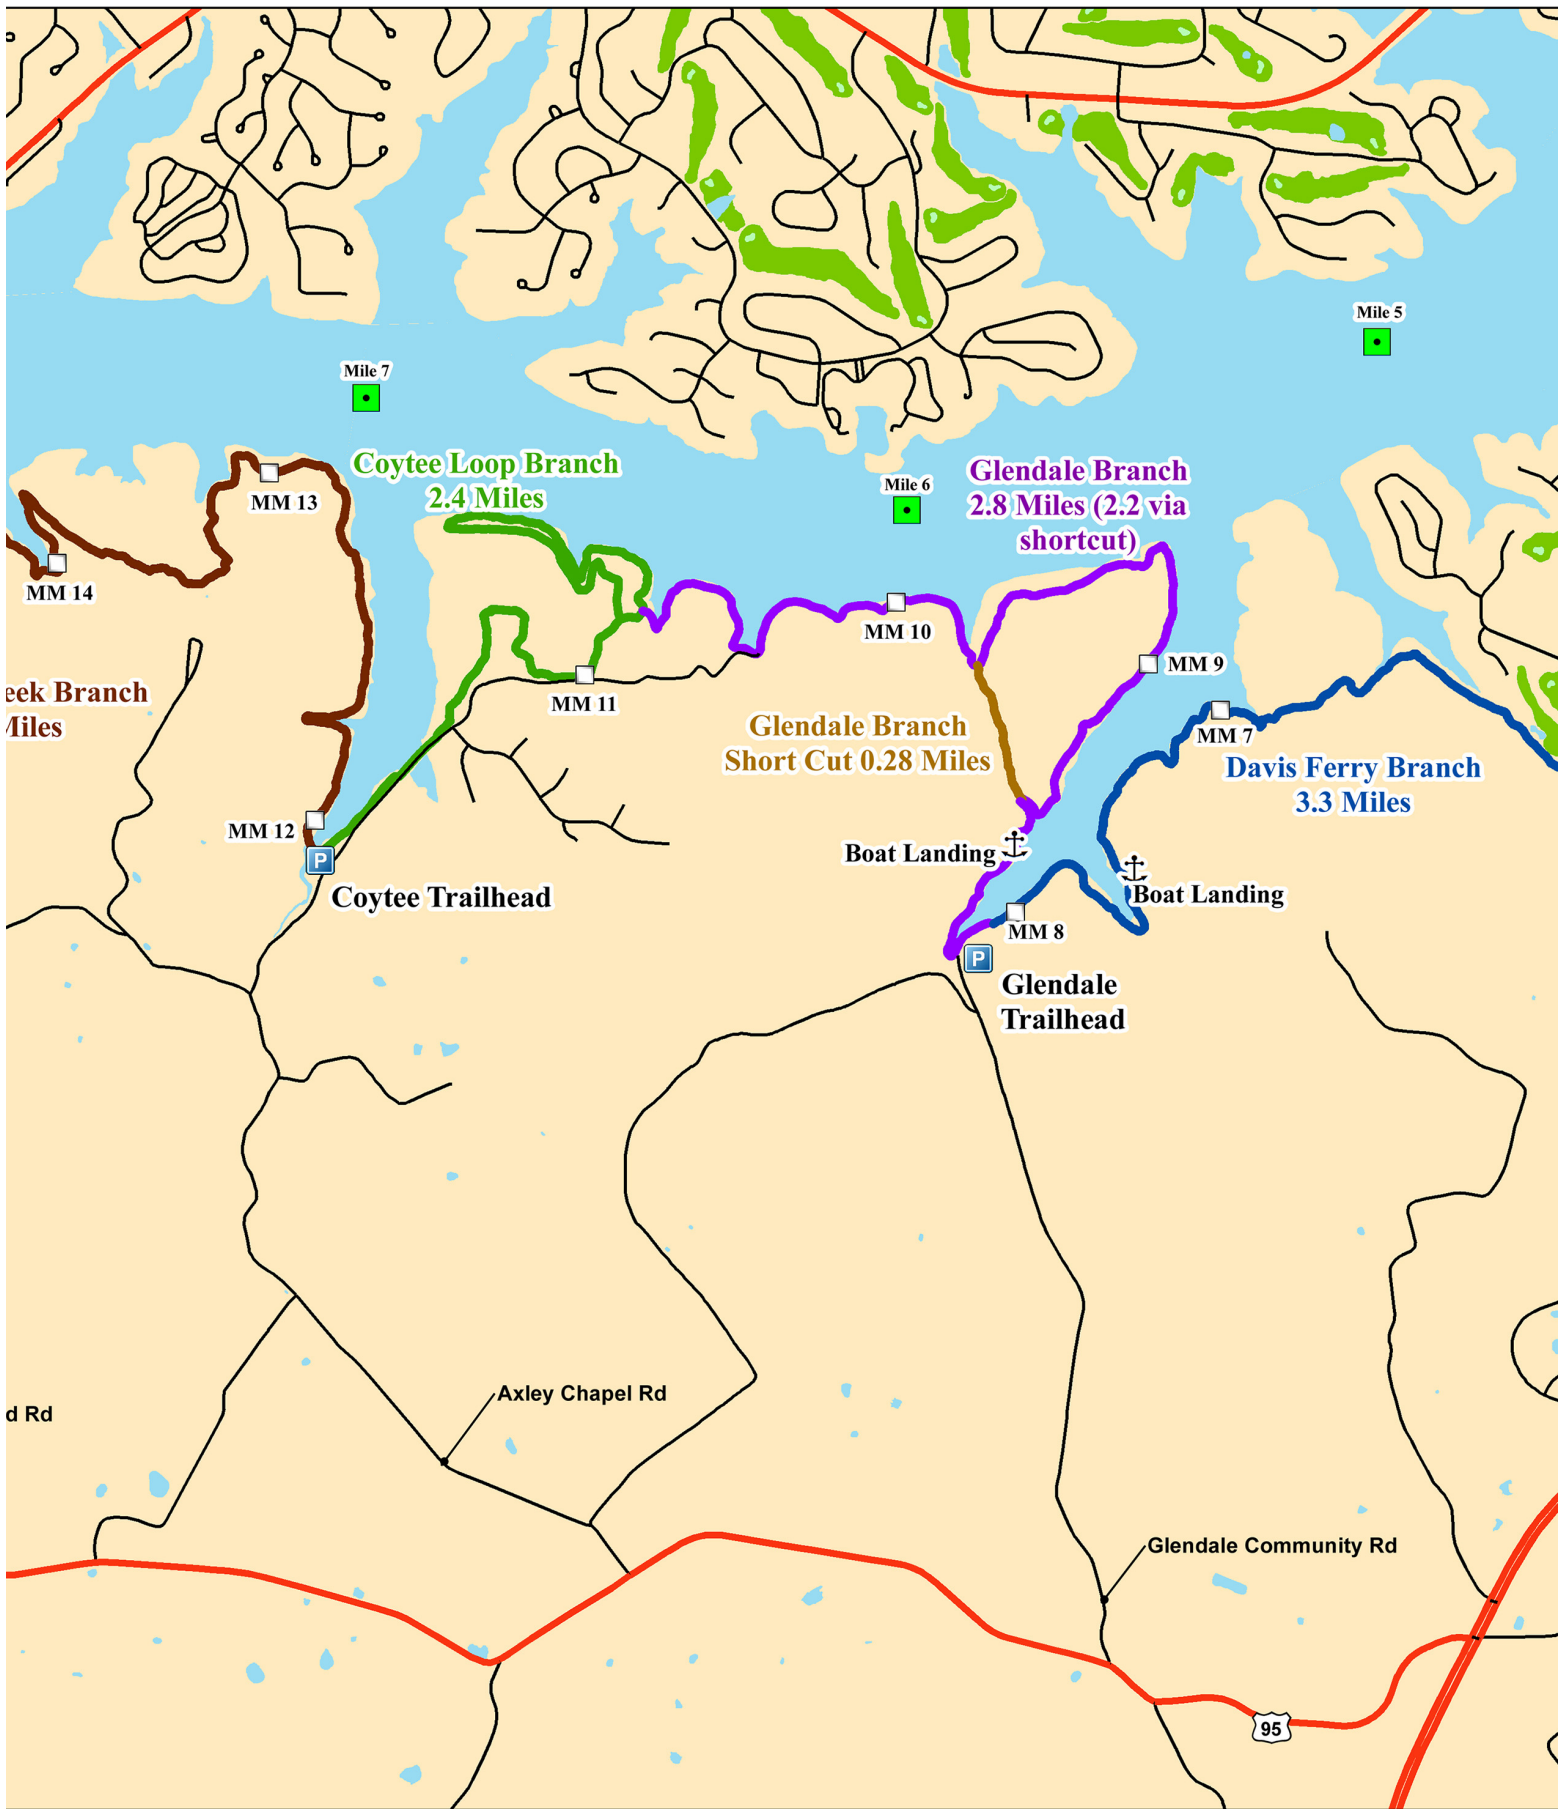 Mile 5
Mile 7
Coytee Loop Branch
2.4 Miles
Glendale Branch
2.8 Miles (2.2 via
shortcut)
Mile 6
MM 13
MM 14
MM 10
MM 9
eek Branch
Miles
MM 11
Glendale Branch
Short Cut 0.28 Miles
MM 7
Davis Ferry Branch
3.3 Miles
MM 12
P
Coytee Trailhead
Boat Landing
Boat Landing
MM 8
P
Glendale
Trailhead
Axley Chapel Rd
d Rd
Glendale Community Rd
95